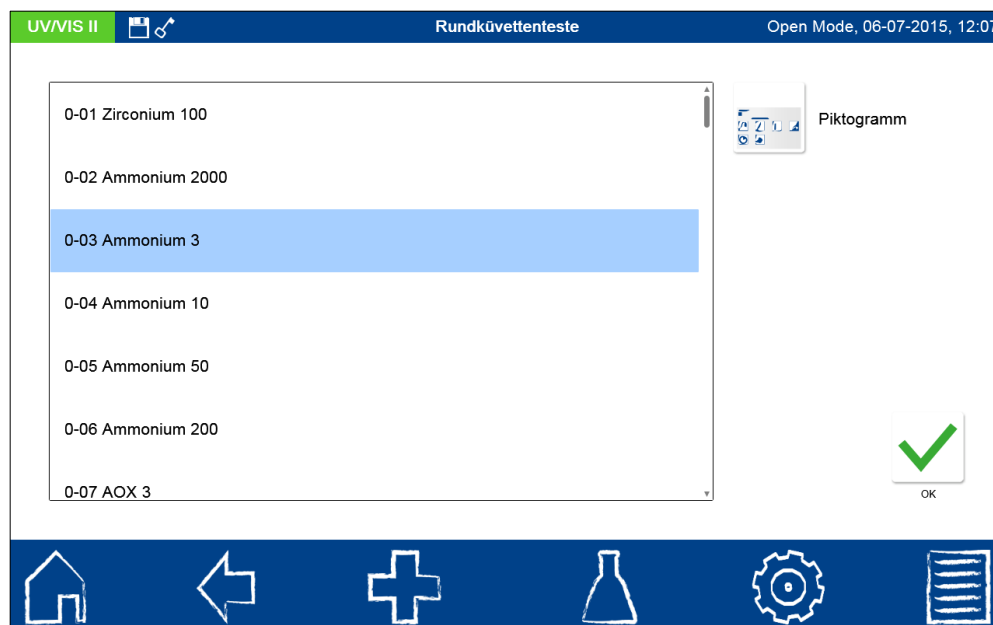 UV/VIS II Rundküvettenteste Open Mode, 06-07-2015, 12:07
0-01 Zirconium 100
Piktogramm
0-02 Ammonium 2000
0-03 Ammonium 3
0-04 Ammonium 10
0-05 Ammonium 50
0-06 Ammonium 200
0-07 AOX 3
OK